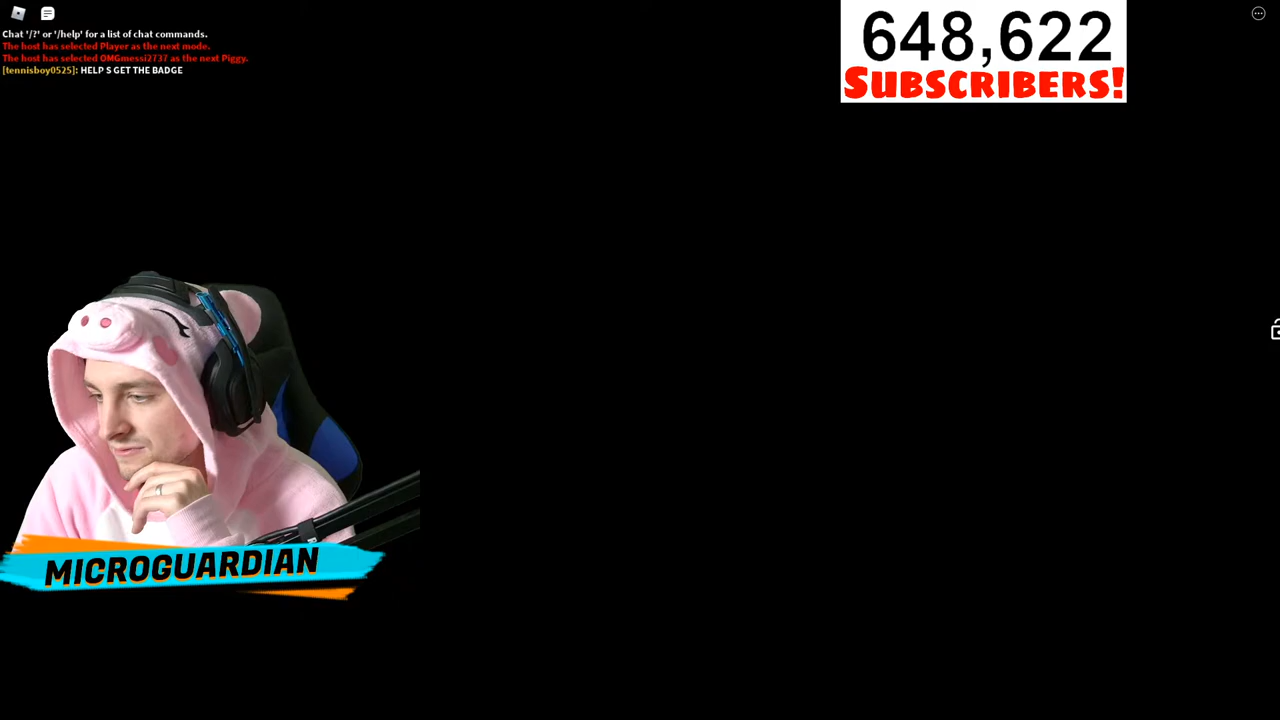 Chat '/?' or '/help' for a list of chat commands.
The host has selected Player as the next mode.
The host has selected OMGmessi2737 as the next Piggy.
[tennisboy0525]: HELP S GET THE BADGE
648,622
SUBSCRIBERS!
MICROGUARDIAN